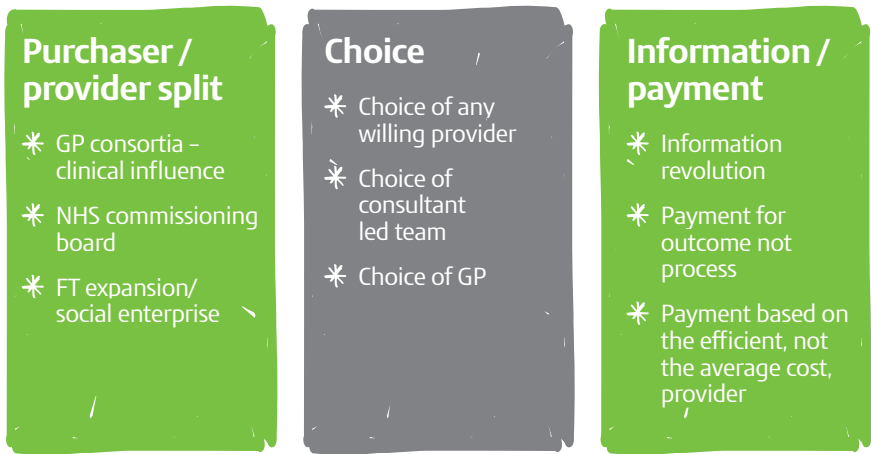 Purchaser /
provider split
GP consortia –
clinical influence
NHS commissioning
board
FT expansion/
social enterprise
Choice
Choice of any
willing provider
Choice of
consultant
led team
Choice of GP
Information /
payment
Information
revolution
Payment for
outcome not
process
Payment based on
the efficient, not
the average cost,
provider